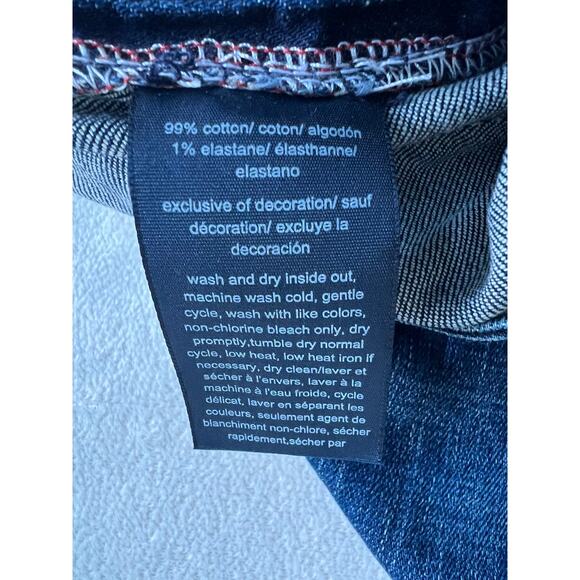 99% cotton/ coton/ algodón
1% elastane/ élasthanne/
elastano
exclusive of decoration/ sauf
décoration/ excluye la
decoración
wash and dry inside out,
machine wash cold, gentle
cycle, wash with like colors,
non-chlorine bleach only, dry
promptly,tumble dry normal
cycle, low heat, low heat iron if
necessary, dry clean/laver et
sécher à l'envers, laver à la
machine à l'eau froide, cycle
délicat, laver en séparant les
couleurs, seulement agent de
blanchiment non-chlore, sécher
rapidement,sécher par